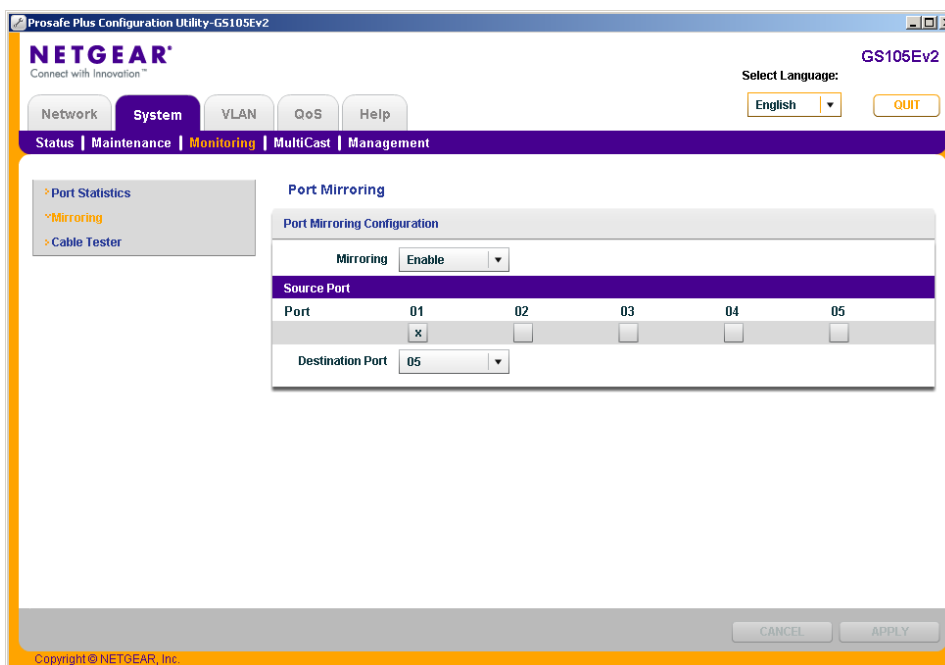 Prosafe Plus Configuration Utility-GS105Ev2
NETGEAR®
Connect with Innovation™
GS105Ev2
Select Language:
English
QUIT
Network System VLAN QoS Help
Status | Maintenance | Monitoring | MultiCast | Management
Port Statistics
Mirroring
Cable Tester
Port Mirroring
Port Mirroring Configuration
Mirroring Enable
Source Port
Port 01 02 03 04 05
x
Destination Port 05
CANCEL APPLY
Copyright © NETGEAR, Inc.